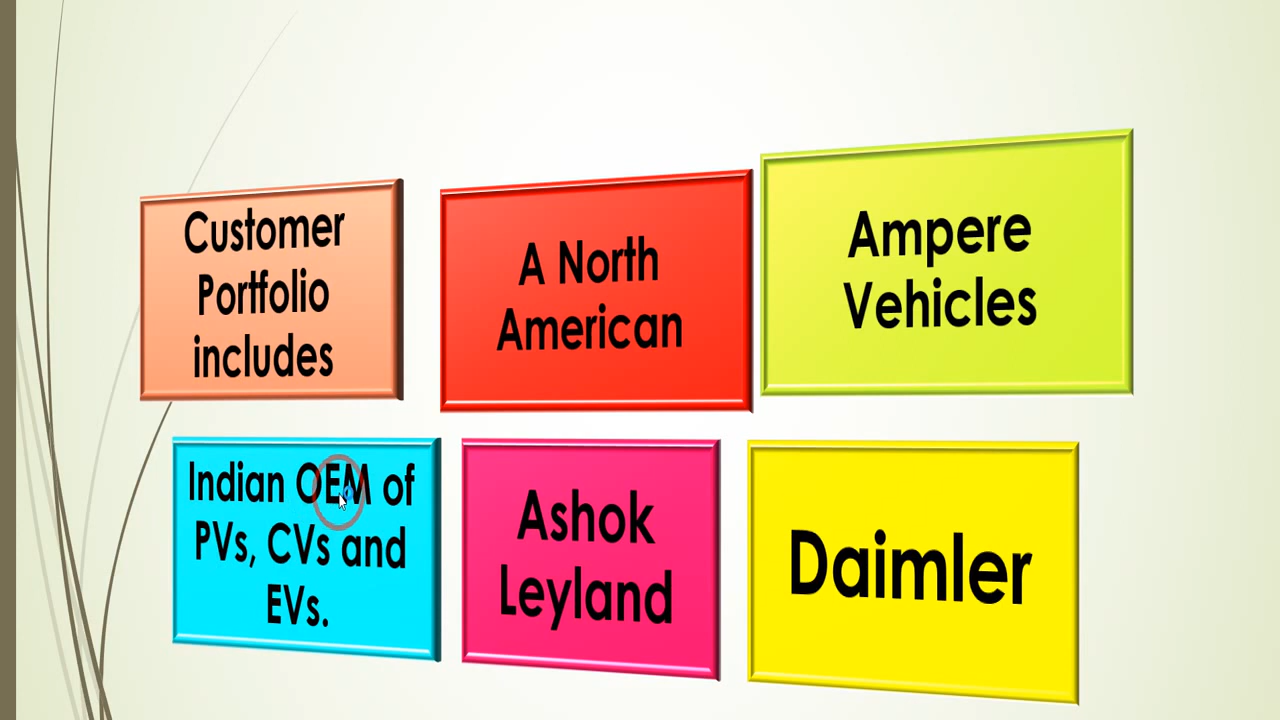 Customer
Portfolio
includes
A North
American
Ampere
Vehicles
Indian OEM of
PVs, CVs and
EVs.
Ashok
Leyland
Daimler